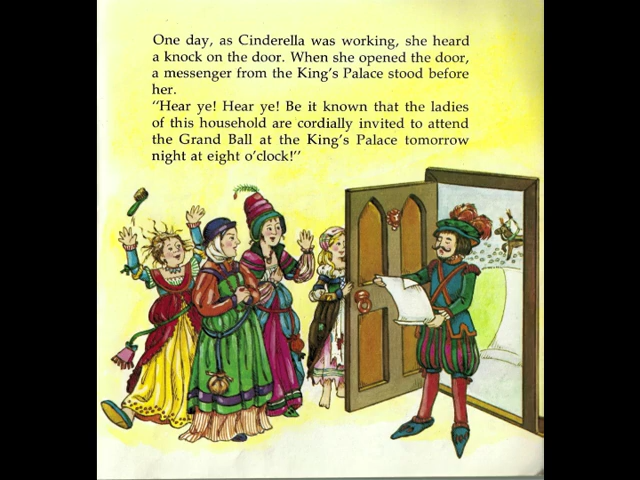 One day, as Cinderella was working, she heard
a knock on the door. When she opened the door,
a messenger from the King's Palace stood before
her.
"Hear ye! Hear ye! Be it known that the ladies
of this household are cordially invited to attend
the Grand Ball at the King's Palace tomorrow
night at eight o'clock!"